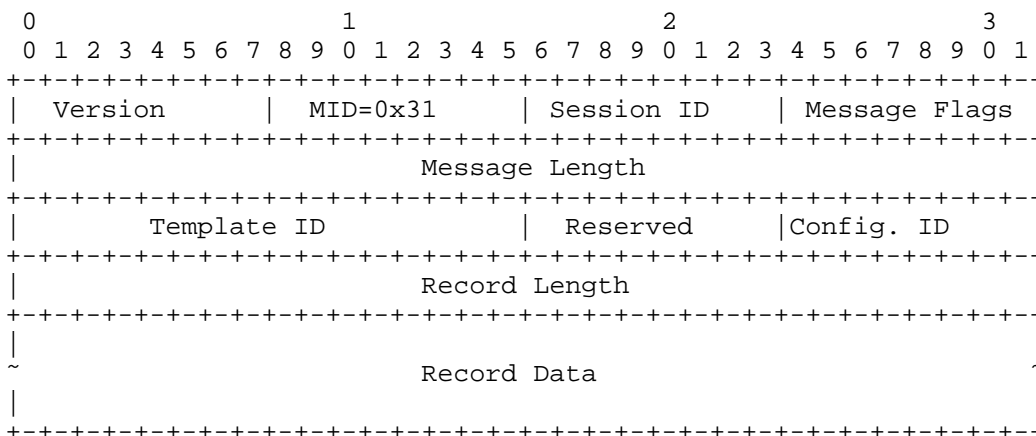 0                   1                   2                   3
 0 1 2 3 4 5 6 7 8 9 0 1 2 3 4 5 6 7 8 9 0 1 2 3 4 5 6 7 8 9 0 1
+-+-+-+-+-+-+-+-+-+-+-+-+-+-+-+-+-+-+-+-+-+-+-+-+-+-+-+-+-+-+-+--
|  Version      |  MID=0x31     | Session ID    | Message Flags
+-+-+-+-+-+-+-+-+-+-+-+-+-+-+-+-+-+-+-+-+-+-+-+-+-+-+-+-+-+-+-+--
|                         Message Length
+-+-+-+-+-+-+-+-+-+-+-+-+-+-+-+-+-+-+-+-+-+-+-+-+-+-+-+-+-+-+-+--
|        Template ID            |  Reserved     |Config. ID
+-+-+-+-+-+-+-+-+-+-+-+-+-+-+-+-+-+-+-+-+-+-+-+-+-+-+-+-+-+-+-+--
|                         Record Length
+-+-+-+-+-+-+-+-+-+-+-+-+-+-+-+-+-+-+-+-+-+-+-+-+-+-+-+-+-+-+-+--
|
~                         Record Data                           ~
|
+-+-+-+-+-+-+-+-+-+-+-+-+-+-+-+-+-+-+-+-+-+-+-+-+-+-+-+-+-+-+-+--